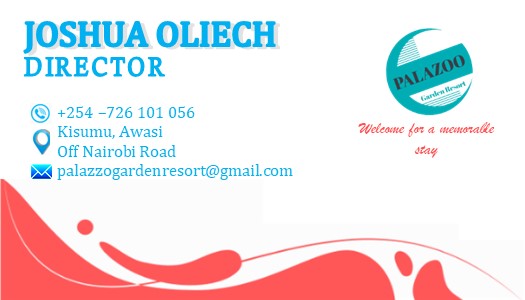 JOSHUA OLIECH
DIRECTOR
PALAZOO
Garden Resort
Welcome for a memoralke
stay
+254 –726 101 056
Kisumu, Awasi
Off Nairobi Road
palazzogardenresort@gmail.com